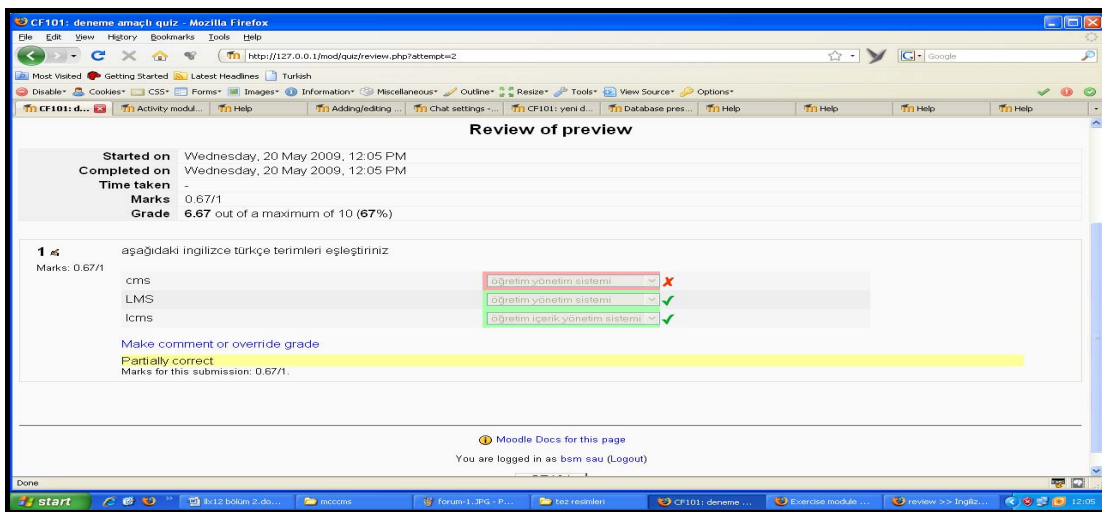 CF101: deneme amaçlı quiz - Mozilla Firefox
File Edit View History Bookmarks Tools Help
http://127.0.0.1/mod/quiz/review.php?attempt=2 Google
Most Visited Getting Started Latest Headlines Turkish
Disable Cookies CSS Forms Images Information Miscellaneous Outline Resize Tools View Source Options
CF101: d... Activity modul... Help Adding/editing ... Chat settings -... CF101: yeni d... Database pres... Help Help Help Help
Review of preview
Started on Wednesday, 20 May 2009, 12:05 PM
Completed on Wednesday, 20 May 2009, 12:05 PM
Time taken -
Marks 0.67/1
Grade 6.67 out of a maximum of 10 (67%)
1 aşağıdaki ingilizce türkçe terimleri eşleştiriniz
Marks: 0.67/1
cms öğretim yönetim sistemi
LMS öğretim yönetim sistemi
lcms öğretim içerik yönetim sistemi
Make comment or override grade
Partially correct
Marks for this submission: 0.67/1.
Moodle Docs for this page
You are logged in as bsm sau (Logout)
Done
start bölüm 2.do... mcccms forum-1.JPG - P... tez resimleri CF101: deneme ... Exercise module ... review >> Ingiliz... 12:05